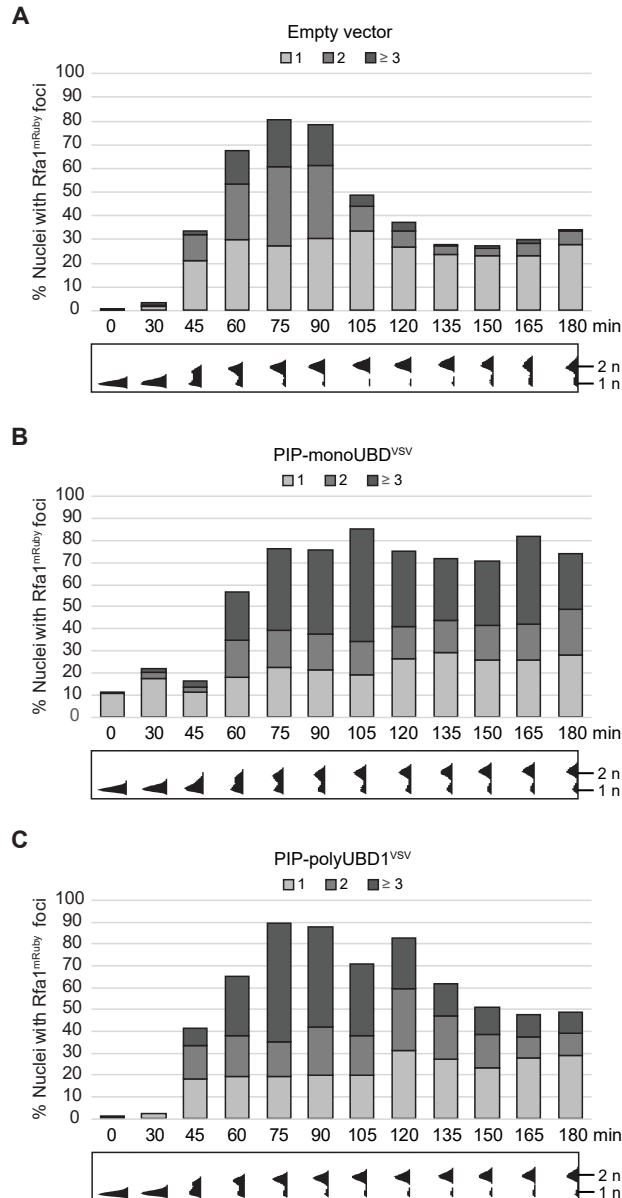 A
Empty vector
1 2 ≥ 3
% Nuclei with Rfa1mRuby foci
100
90
80
70
60
50
40
30
20
10
0
0 30 45 60 75 90 105 120 135 150 165 180 min
2 n
1 n
B
PIP-monoUBDVSV
1 2 ≥ 3
% Nuclei with Rfa1mRuby foci
100
90
80
70
60
50
40
30
20
10
0
0 30 45 60 75 90 105 120 135 150 165 180 min
2 n
1 n
C
PIP-polyUBD1VSV
1 2 ≥ 3
% Nuclei with Rfa1mRuby foci
100
90
80
70
60
50
40
30
20
10
0
0 30 45 60 75 90 105 120 135 150 165 180 min
2 n
1 n